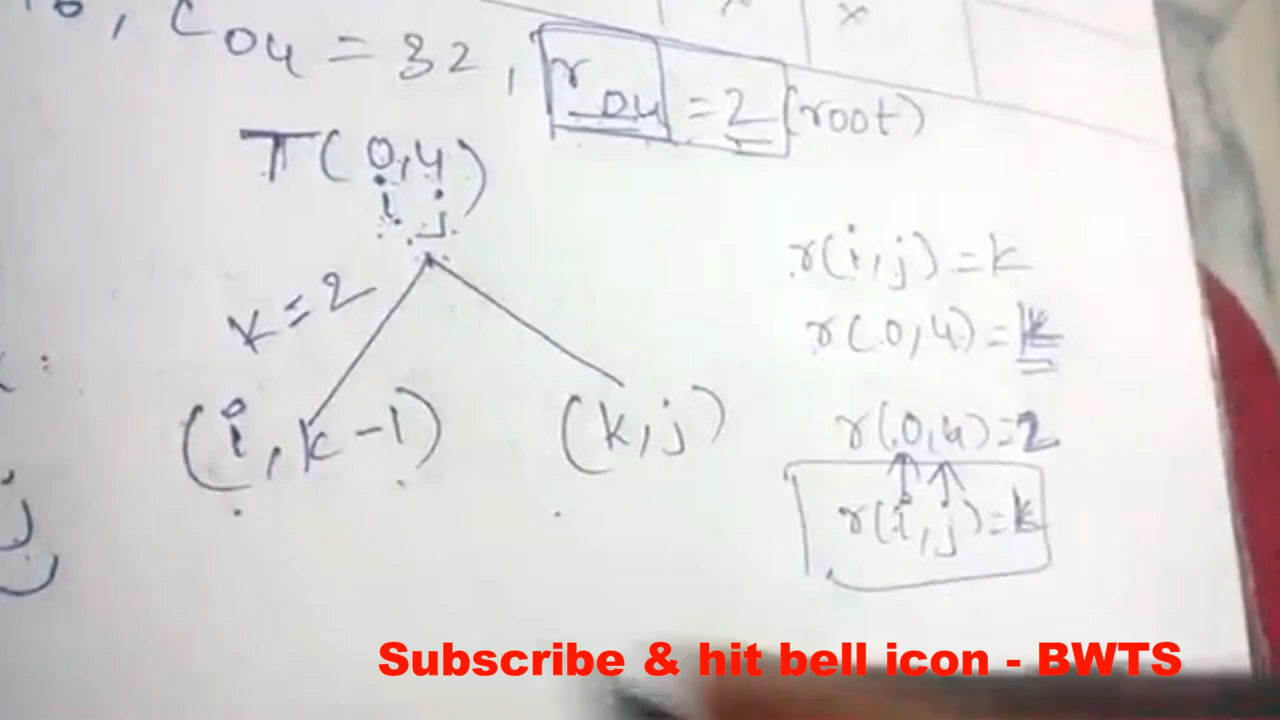 , C04 = 32, r04 = 2 (root)
T(0,4)
i j
k=2
(i, k-1) (k, j)
r(i, j) = k
r(0, 4) = k
r(0, 4) = 2
r(i, j) = k
j
Subscribe & hit bell icon - BWTS